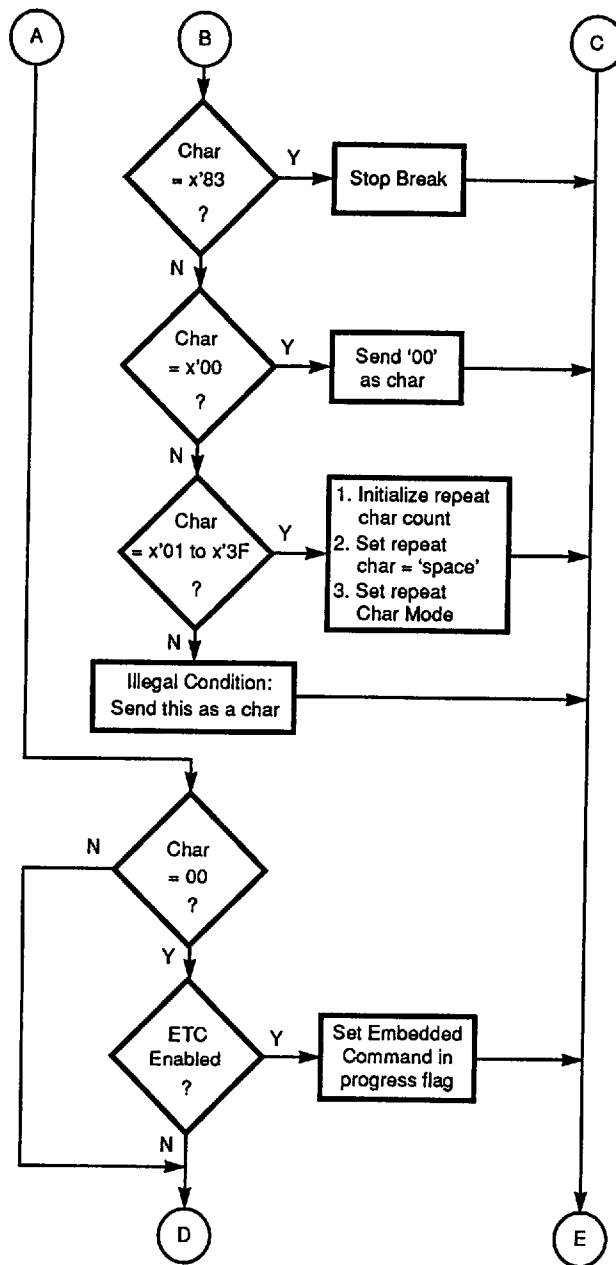 A
B
C
Char
= x'83
?
Y
Stop Break
N
Char
= x'00
?
Y
Send '00'
as char
N
Char
= x'01 to x'3F
?
Y
1. Initialize repeat
char count
2. Set repeat
char = 'space'
3. Set repeat
Char Mode
N
Illegal Condition:
Send this as a char
N
Char
= 00
?
Y
ETC
Enabled
?
Y
Set Embedded
Command in
progress flag
N
D
E